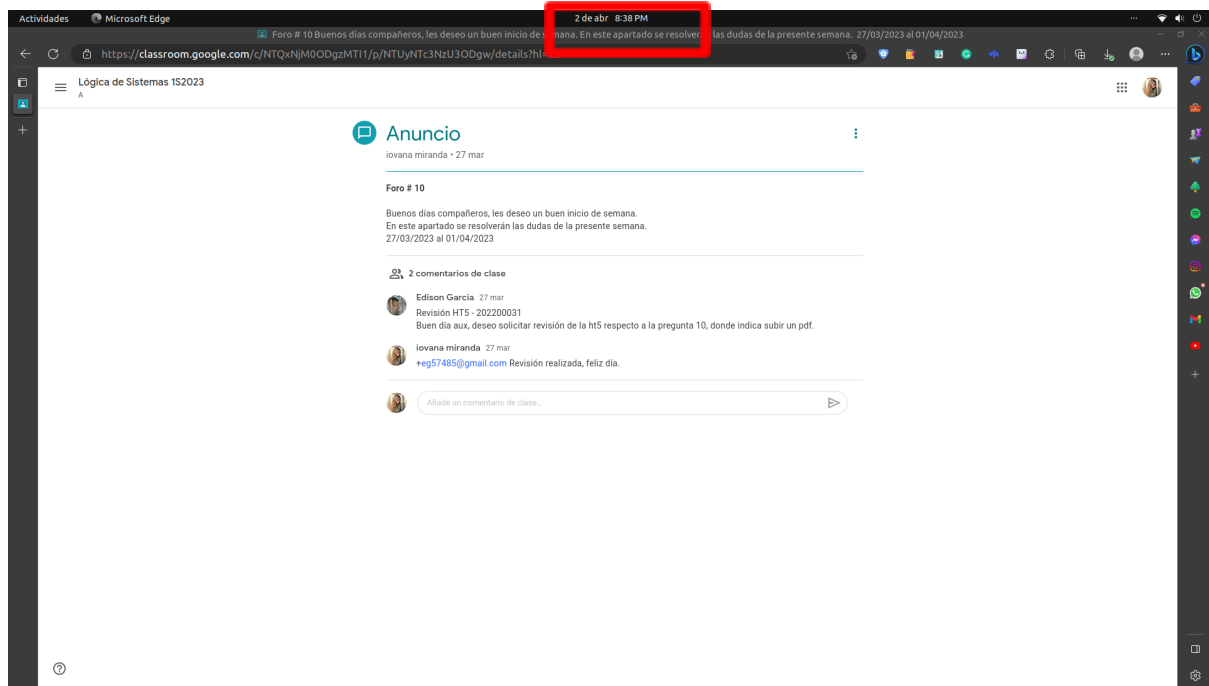 Actividades Microsoft Edge 2 de abr 8:38 PM
Foro # 10 Buenos días compañeros, les deseo un buen inicio de semana. En este apartado se resolverán las dudas de la presente semana. 27/03/2023 al 01/04/2023
https://classroom.google.com/c/NTQxNjM0ODgzMTI1/p/NTUyNTc3NzU3ODgw/details?hl=
Lógica de Sistemas 1S2023
A
Anuncio
iovana miranda • 27 mar
Foro # 10
Buenos días compañeros, les deseo un buen inicio de semana.
En este apartado se resolverán las dudas de la presente semana.
27/03/2023 al 01/04/2023
2 comentarios de clase
Edison Garcia 27 mar
Revisión HT5 - 202200031
Buen día aux, deseo solicitar revisión de la ht5 respecto a la pregunta 10, donde indica subir un pdf.
iovana miranda 27 mar
+eg57485@gmail.com Revisión realizada, feliz día.
Añade un comentario de clase...